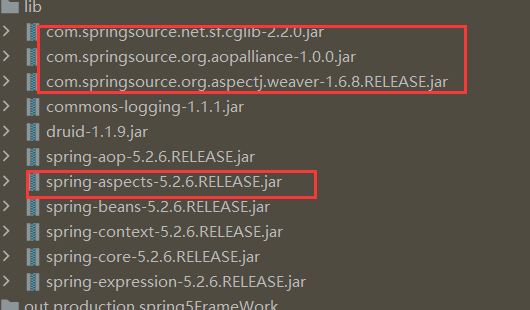 lib
com.springsource.net.sf.cglib-2.2.0.jar
com.springsource.org.aopalliance-1.0.0.jar
com.springsource.org.aspectj.weaver-1.6.8.RELEASE.jar
commons-logging-1.1.1.jar
druid-1.1.9.jar
spring-aop-5.2.6.RELEASE.jar
spring-aspects-5.2.6.RELEASE.jar
spring-beans-5.2.6.RELEASE.jar
spring-context-5.2.6.RELEASE.jar
spring-core-5.2.6.RELEASE.jar
spring-expression-5.2.6.RELEASE.jar
out.production.spring5FrameWork